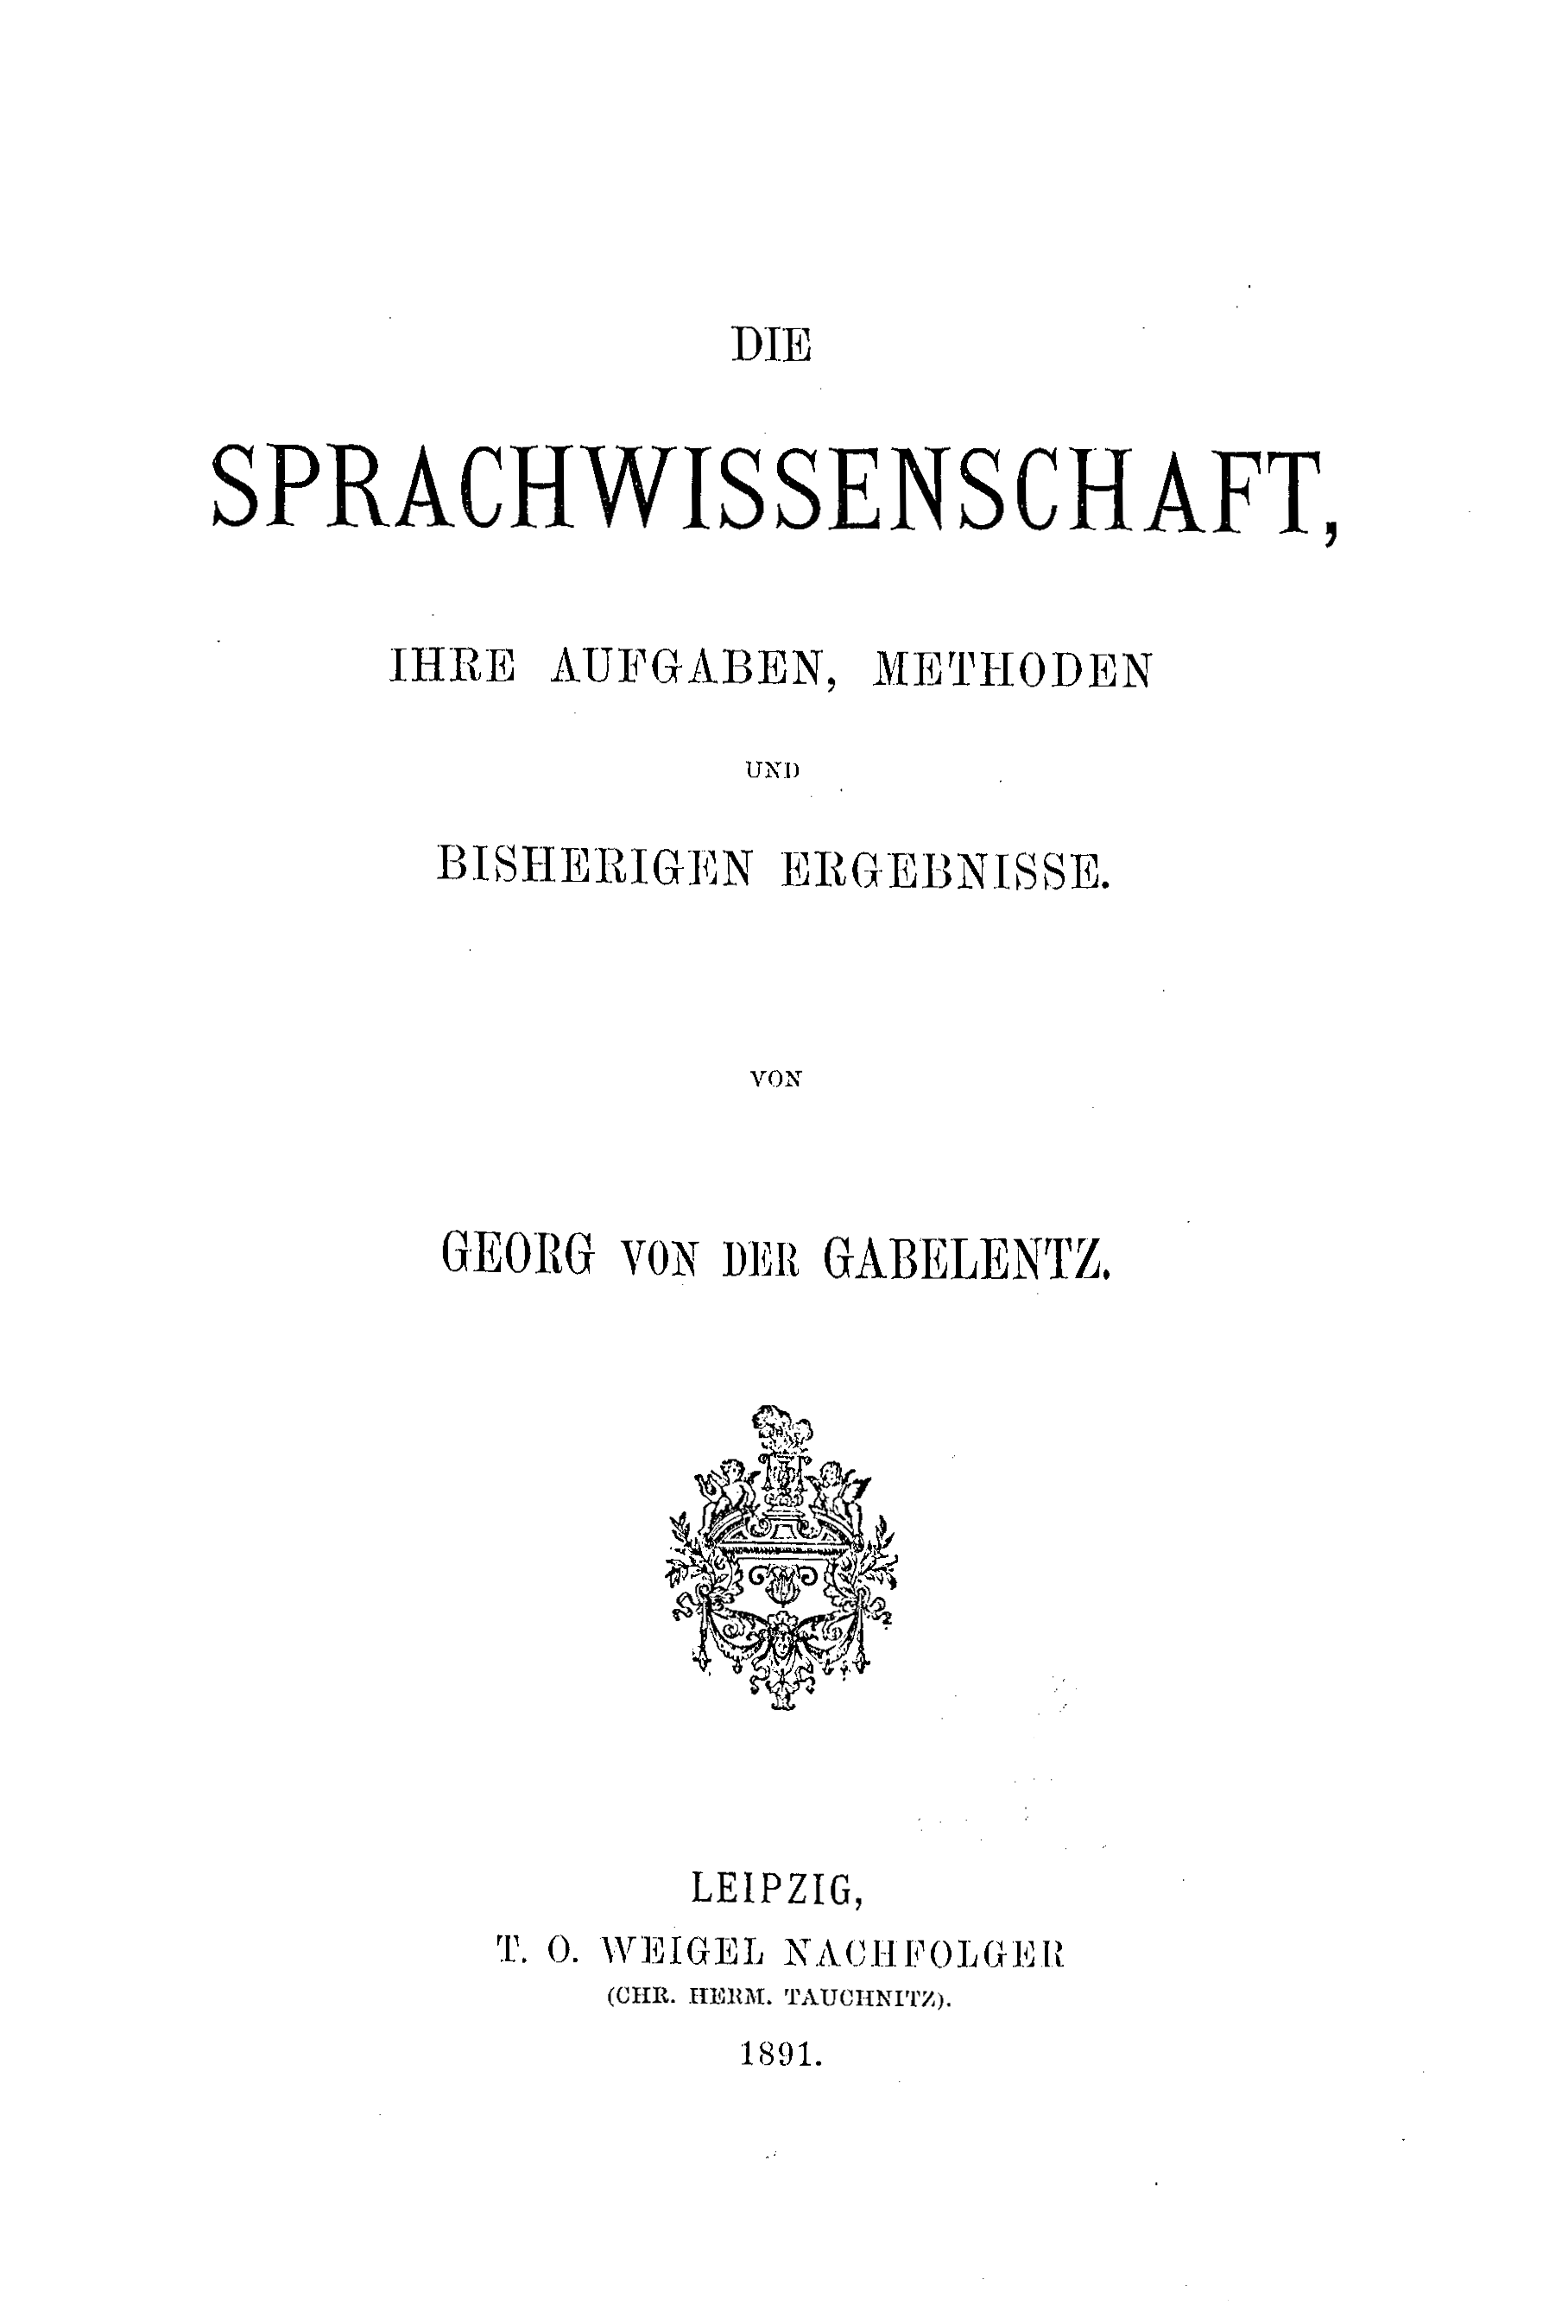 DIE
SPRACHWISSENSCHAFT,
IHRE AUFGABEN, METHODEN
UND
BISHERIGEN ERGEBNISSE.
VON
GEORG VON DER GABELENTZ.
LEIPZIG,
T. O. WEIGEL NACHFOLGER
(CHR. HERM. TAUCHNITZ).
1891.